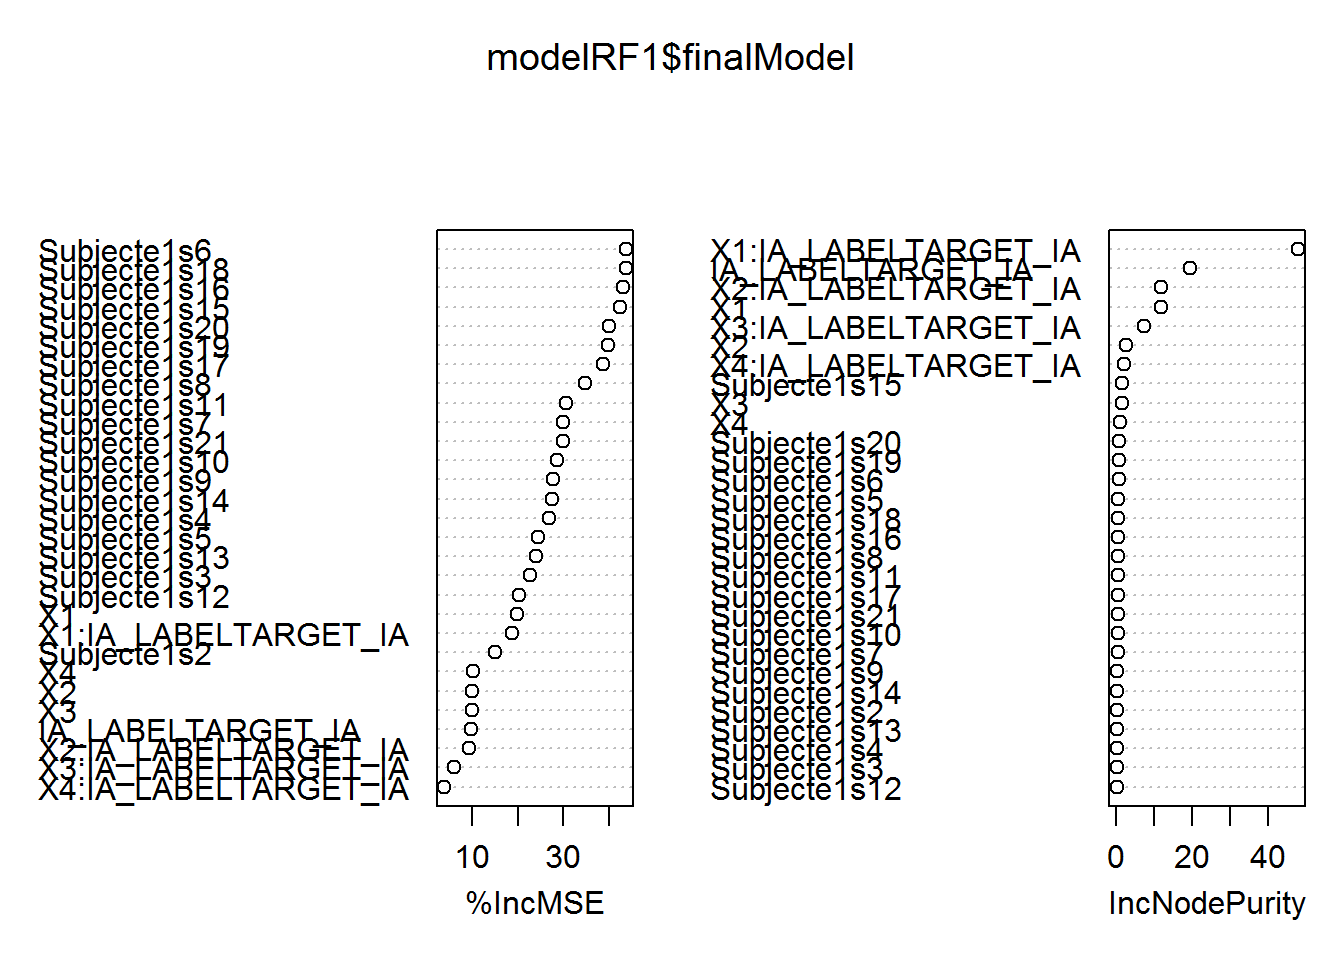 modelRF1$finalModel
Subjecte1s6
Subjecte1s18
Subjecte1s16
Subjecte1s15
Subjecte1s20
Subjecte1s19
Subjecte1s17
Subjecte1s8
Subjecte1s11
Subjecte1s7
Subjecte1s21
Subjecte1s10
Subjecte1s9
Subjecte1s14
Subjecte1s4
Subjecte1s5
Subjecte1s13
Subjecte1s3
Subjecte1s12
X1
X1:IA_LABELTARGET_IA
Subjecte1s2
X4
X2
X3
IA_LABELTARGET_IA
X2:IA_LABELTARGET_IA
X3:IA_LABELTARGET_IA
X4:IA_LABELTARGET_IA
10 30
%IncMSE
X1:IA_LABELTARGET_IA
IA_LABELTARGET_IA
X2:IA_LABELTARGET_IA
X1
X3:IA_LABELTARGET_IA
X2
X4:IA_LABELTARGET_IA
Subjecte1s15
X3
X4
Subjecte1s20
Subjecte1s19
Subjecte1s6
Subjecte1s5
Subjecte1s18
Subjecte1s16
Subjecte1s8
Subjecte1s11
Subjecte1s17
Subjecte1s21
Subjecte1s10
Subjecte1s7
Subjecte1s9
Subjecte1s14
Subjecte1s2
Subjecte1s13
Subjecte1s4
Subjecte1s3
Subjecte1s12
0 20 40
IncNodePurity